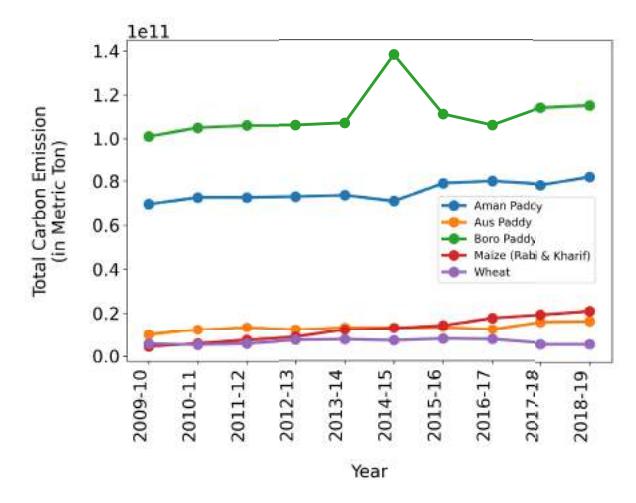 1e11
1.4
1.2
1.0
0.8
0.6
0.4
0.2
0.0
Total Carbon Emission
(in Metric Ton)
Aman Paddy
Aus Paddy
Boro Paddy
Maize (Rabi & Kharif)
Wheat
2009-10
2010-11
2011-12
2012-13
2013-14
2014-15
2015-16
2016-17
2017-18
2018-19
Year